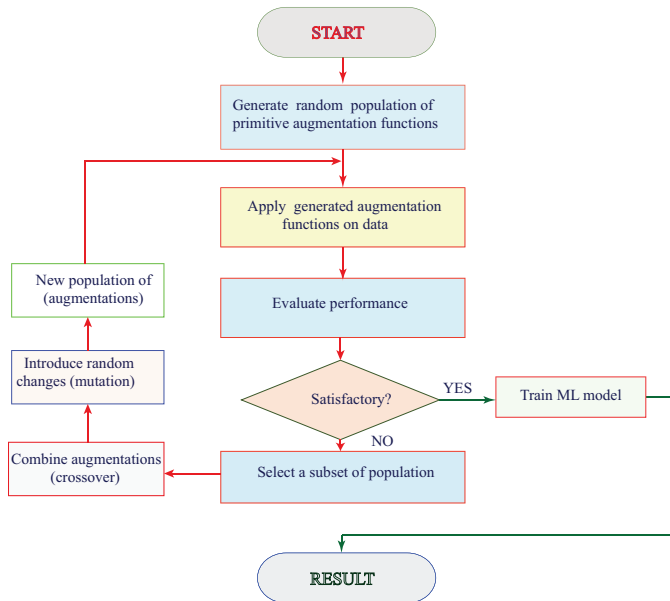 START
Generate random population of
primitive augmentation functions
Apply generated augmentation
functions on data
New population of
(augmentations)
Evaluate performance
Introduce random
changes (mutation)
Satisfactory?
YES
Train ML model
NO
Combine augmentations
(crossover)
Select a subset of population
RESULT